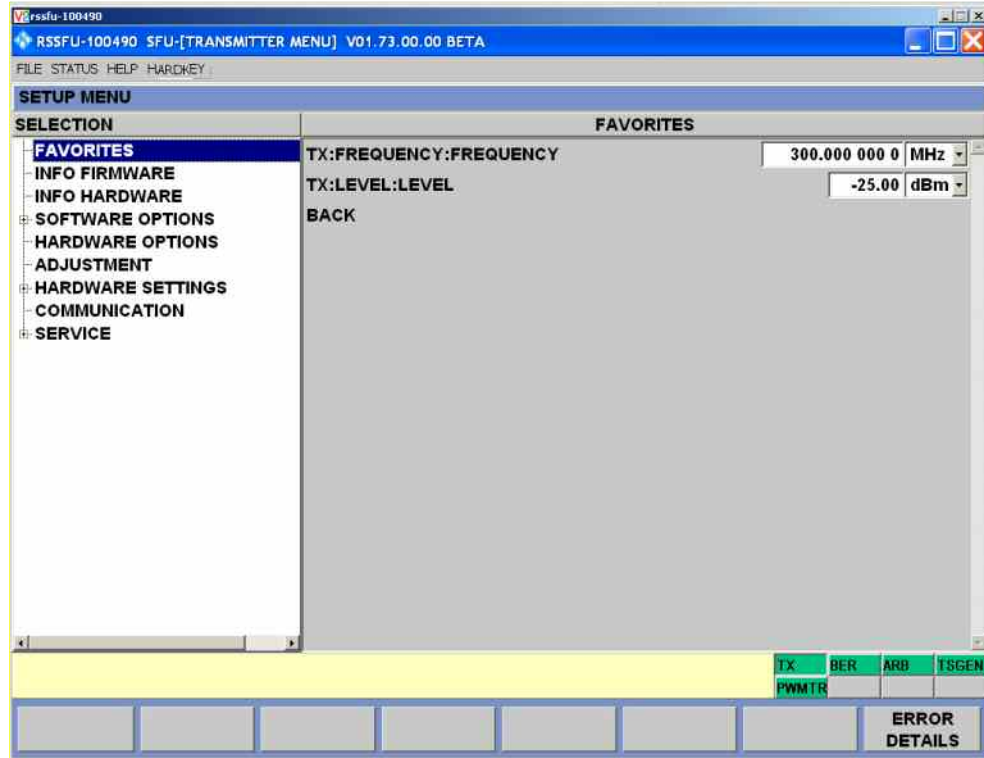 rssfu-100490
RSSFU-100490 SFU-[TRANSMITTER MENU] V01.73.00.00 BETA
FILE STATUS HELP HARDKEY
SETUP MENU
SELECTION
FAVORITES
FAVORITES
INFO FIRMWARE
INFO HARDWARE
SOFTWARE OPTIONS
HARDWARE OPTIONS
ADJUSTMENT
HARDWARE SETTINGS
COMMUNICATION
SERVICE
TX:FREQUENCY:FREQUENCY 300.000 000 0 MHz
TX:LEVEL:LEVEL -25.00 dBm
BACK
TX BER ARB TSGEN
PWMTR
ERROR
DETAILS